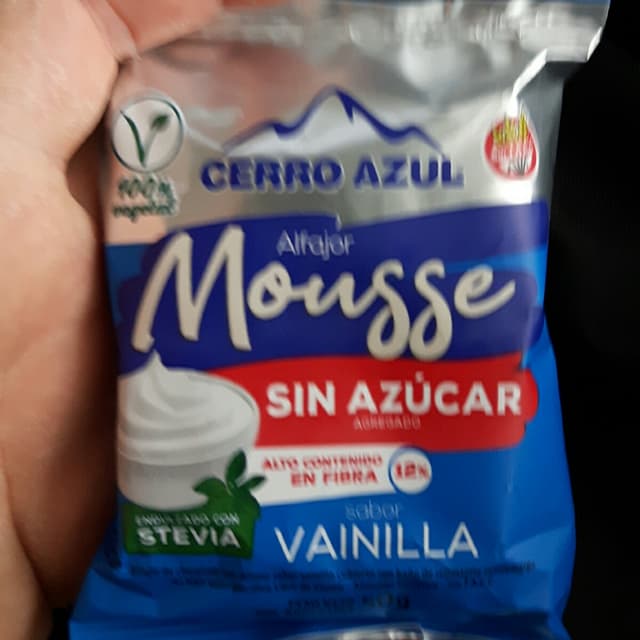 100%
vegetal
CERRO AZUL
Alfajor
Mousse
SIN AZÚCAR
AGREGADO
ALTO CONTENIDO
EN FIBRA
12%
ENDULZADO CON
STEVIA
sabor
VAINILLA